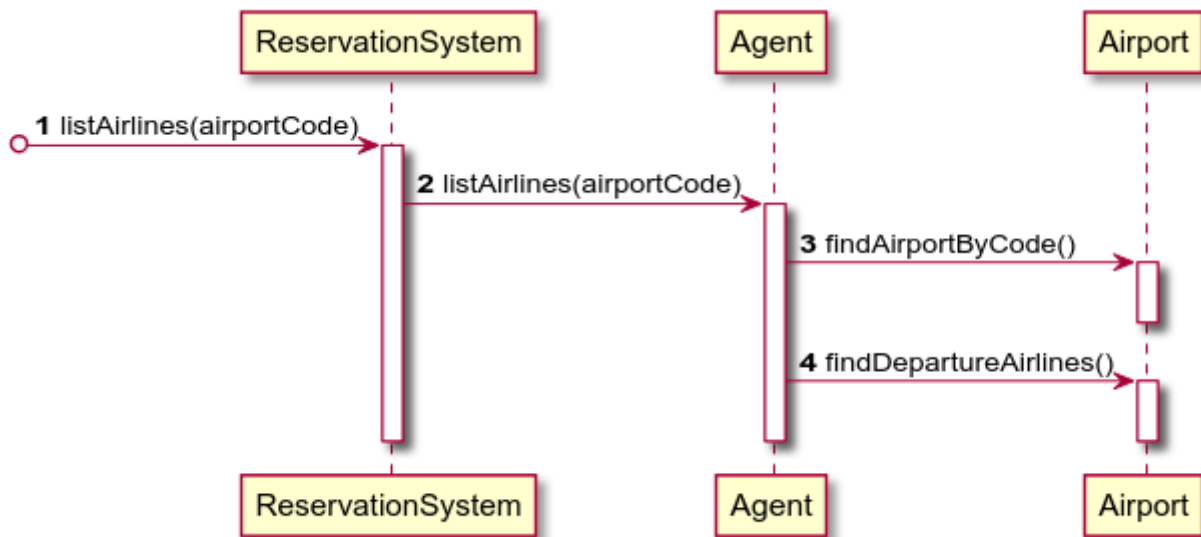 ReservationSystem Agent Airport
1 listAirlines(airportCode)
2 listAirlines(airportCode)
3 findAirportByCode()
4 findDepartureAirlines()
ReservationSystem Agent Airport